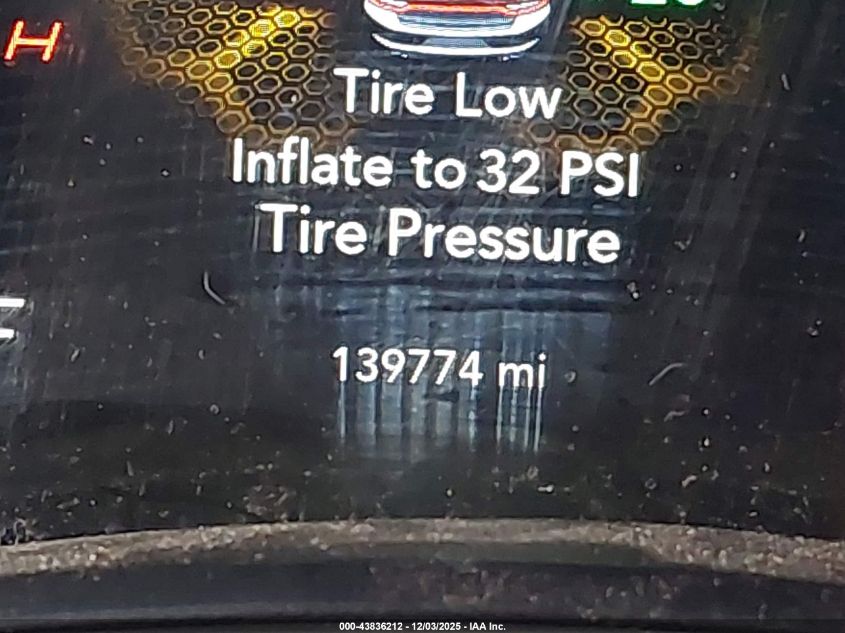 H
Tire Low
Inflate to 32 PSI
Tire Pressure
139774 mi
000-43836212 - 12/03/2025 - IAA Inc.